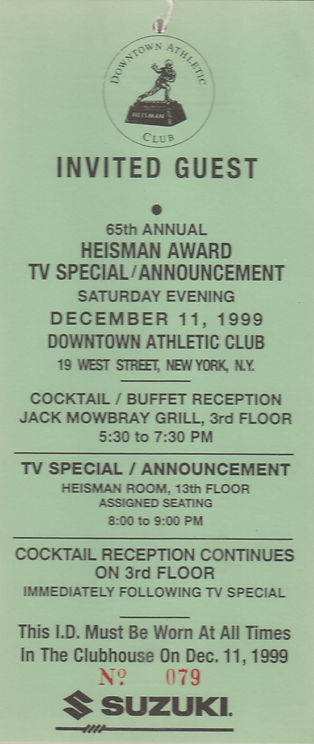 DOWNTOWN ATHLETIC
HEISMAN
CLUB
INVITED GUEST
65th ANNUAL
HEISMAN AWARD
TV SPECIAL/ANNOUNCEMENT
SATURDAY EVENING
DECEMBER 11, 1999
DOWNTOWN ATHLETIC CLUB
19 WEST STREET, NEW YORK, N.Y.
COCKTAIL / BUFFET RECEPTION
JACK MOWBRAY GRILL, 3rd FLOOR
5:30 to 7:30 PM
TV SPECIAL / ANNOUNCEMENT
HEISMAN ROOM, 13th FLOOR
ASSIGNED SEATING
8:00 to 9:00 PM
COCKTAIL RECEPTION CONTINUES
ON 3rd FLOOR
IMMEDIATELY FOLLOWING TV SPECIAL
This I.D. Must Be Worn At All Times
In The Clubhouse On Dec. 11, 1999
Nº 079
SUZUKI.